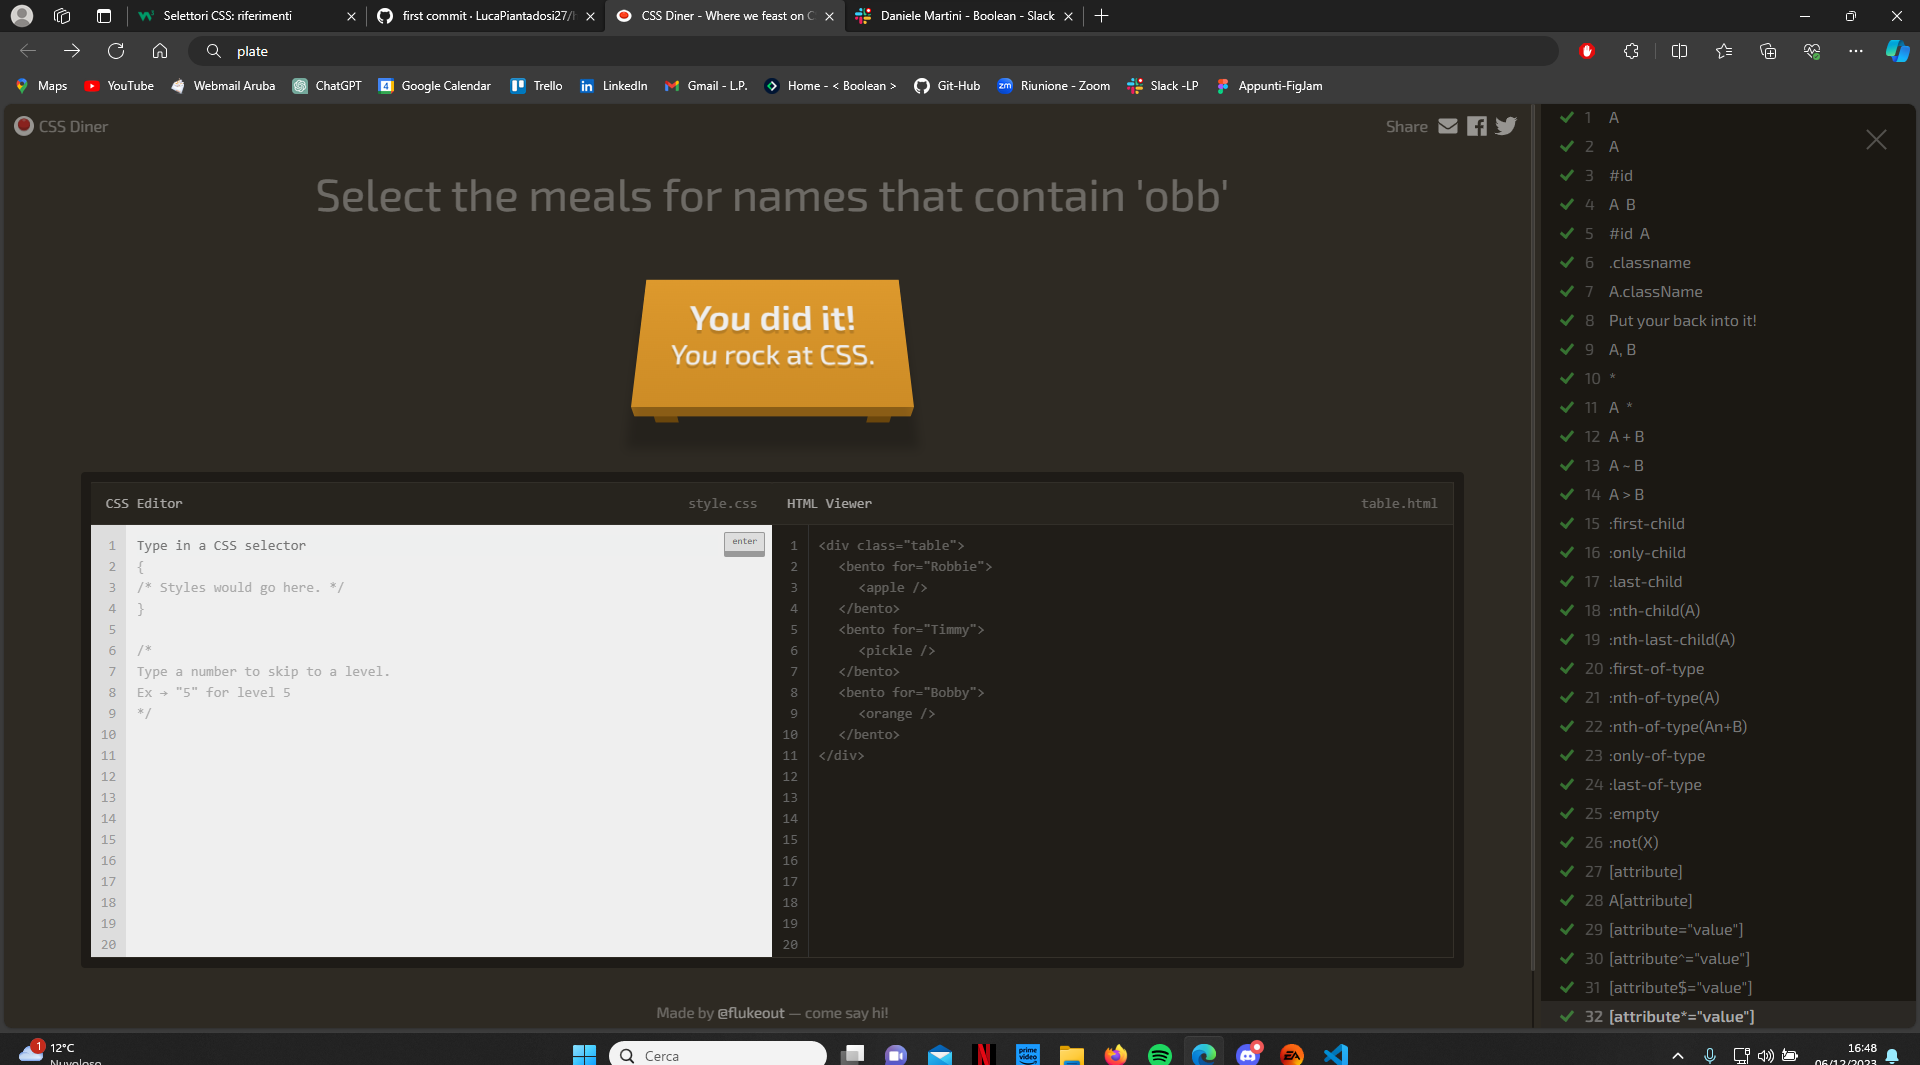 Selettori CSS: riferimenti
first commit · LucaPiantadosi27/
CSS Diner - Where we feast on C
Daniele Martini - Boolean - Slack
plate
Maps YouTube Webmail Aruba ChatGPT Google Calendar Trello LinkedIn Gmail - L.P. Home - < Boolean > Git-Hub Riunione - Zoom Slack -LP Appunti-FigJam
CSS Diner
Share
Select the meals for names that contain 'obb'
You did it!
You rock at CSS.
CSS Editor style.css
enter
1 Type in a CSS selector
2 {
3 /* Styles would go here. */
4 }
5
6 /*
7 Type a number to skip to a level.
8 Ex → "5" for level 5
9 */
10
11
12
13
14
15
16
17
18
19
20
HTML Viewer table.html
1 <div class="table">
2 <bento for="Robbie">
3 <apple />
4 </bento>
5 <bento for="Timmy">
6 <pickle />
7 </bento>
8 <bento for="Bobby">
9 <orange />
10 </bento>
11 </div>
12
13
14
15
16
17
18
19
20
Made by @flukeout — come say hi!
1 A
2 A
3 #id
4 A B
5 #id A
6 .classname
7 A.className
8 Put your back into it!
9 A, B
10 *
11 A *
12 A + B
13 A ~ B
14 A > B
15 :first-child
16 :only-child
17 :last-child
18 :nth-child(A)
19 :nth-last-child(A)
20 :first-of-type
21 :nth-of-type(A)
22 :nth-of-type(An+B)
23 :only-of-type
24 :last-of-type
25 :empty
26 :not(X)
27 [attribute]
28 A[attribute]
29 [attribute="value"]
30 [attribute^="value"]
31 [attribute$="value"]
32 [attribute*="value"]
1
12°C
Nuvoloso
Cerca
prime video
EA
16:48
06/12/2023